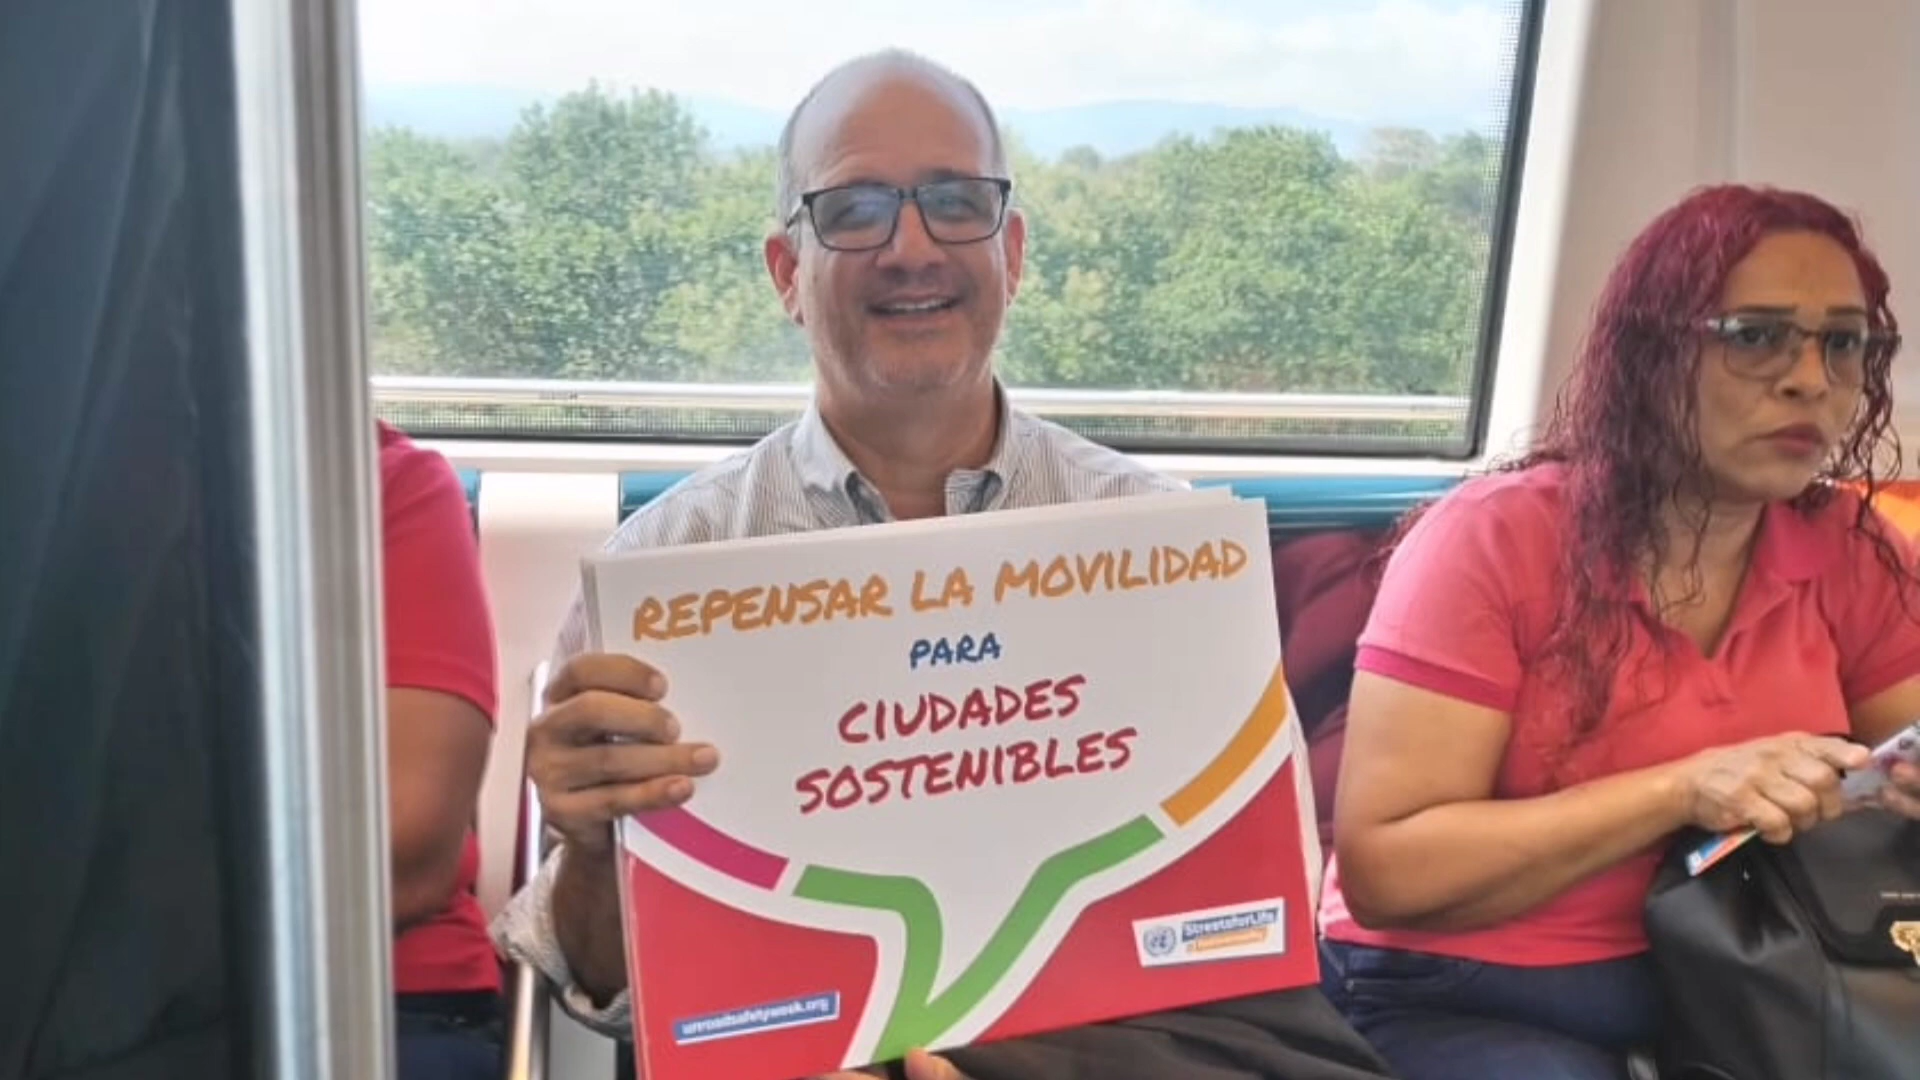 REPENSAR LA MOVILIDAD
PARA
CIUDADES
SOSTENIBLES
StreetsforLife
unroadsafetyweek.org